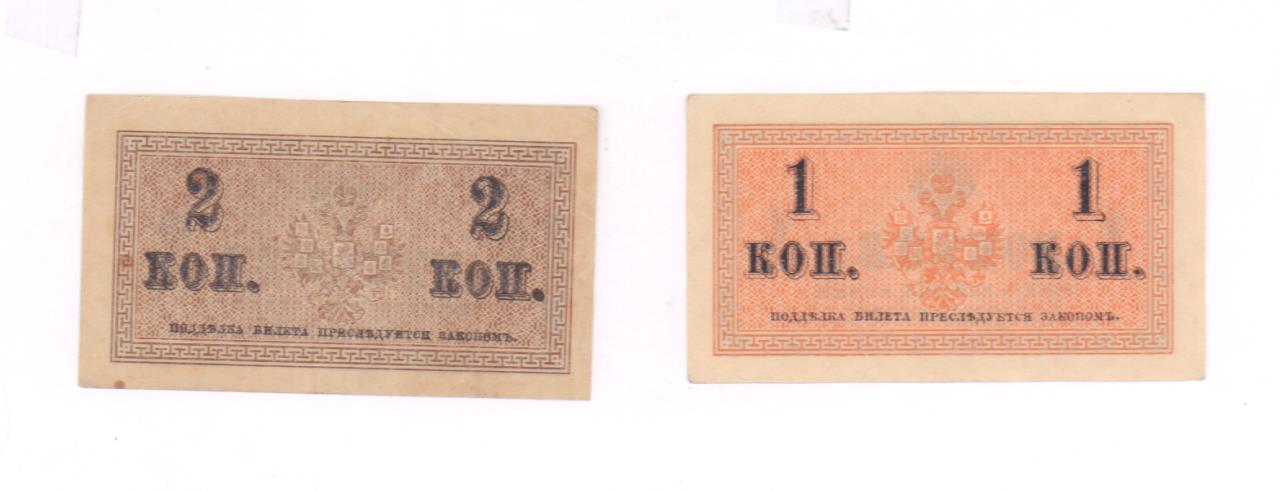 2 2
КОП. КОП.
ПОДДѢЛКА БИЛЕТА ПРЕСЛѢДУЕТСЯ ЗАКОНОМЪ.
1 1
КОП. КОП.
ПОДДѢЛКА БИЛЕТА ПРЕСЛѢДУЕТСЯ ЗАКОНОМЪ.